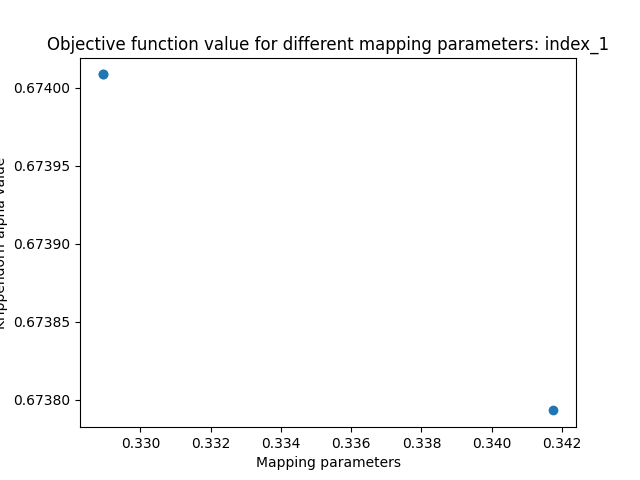 Objective function value for different mapping parameters: index_1
0.67400
0.67395
0.67390
0.67385
0.67380
Krippendorff alpha value
0.330 0.332 0.334 0.336 0.338 0.340 0.342
Mapping parameters